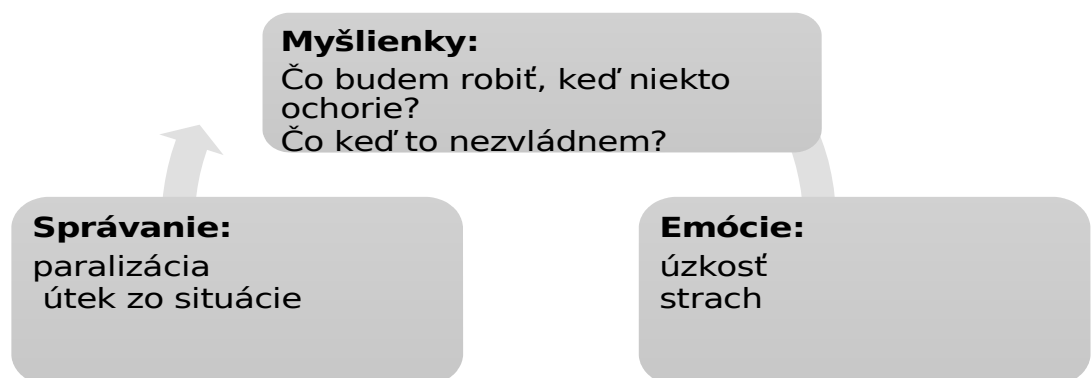 Myšlienky:
Čo budem robiť, keď niekto
ochorie?
Čo keď to nezvládnem?
Správanie:
paralizácia
útek zo situácie
Emócie:
úzkosť
strach